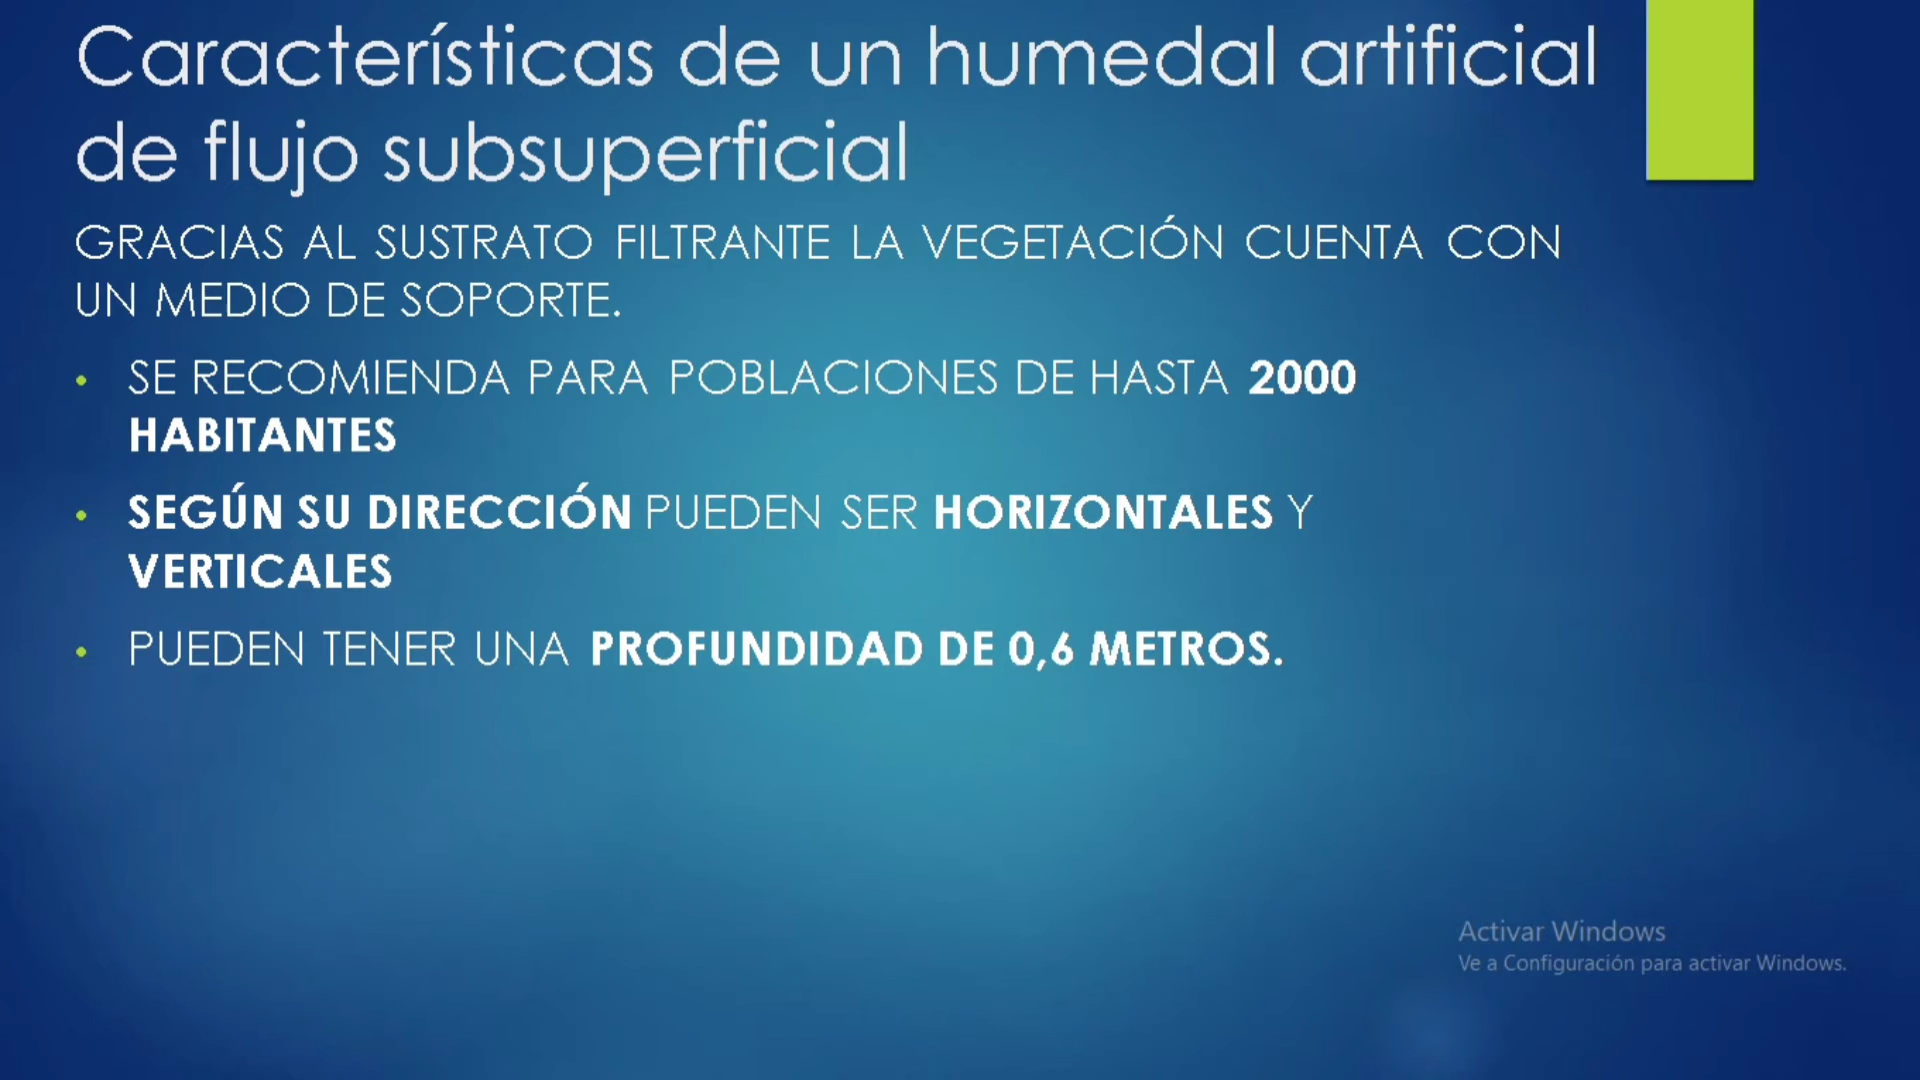 Características de un humedal artificial
de flujo subsuperficial
GRACIAS AL SUSTRATO FILTRANTE LA VEGETACIÓN CUENTA CON
UN MEDIO DE SOPORTE.
• SE RECOMIENDA PARA POBLACIONES DE HASTA 2000
HABITANTES
• SEGÚN SU DIRECCIÓN PUEDEN SER HORIZONTALES Y
VERTICALES
• PUEDEN TENER UNA PROFUNDIDAD DE 0,6 METROS.
Activar Windows
Ve a Configuración para activar Windows.